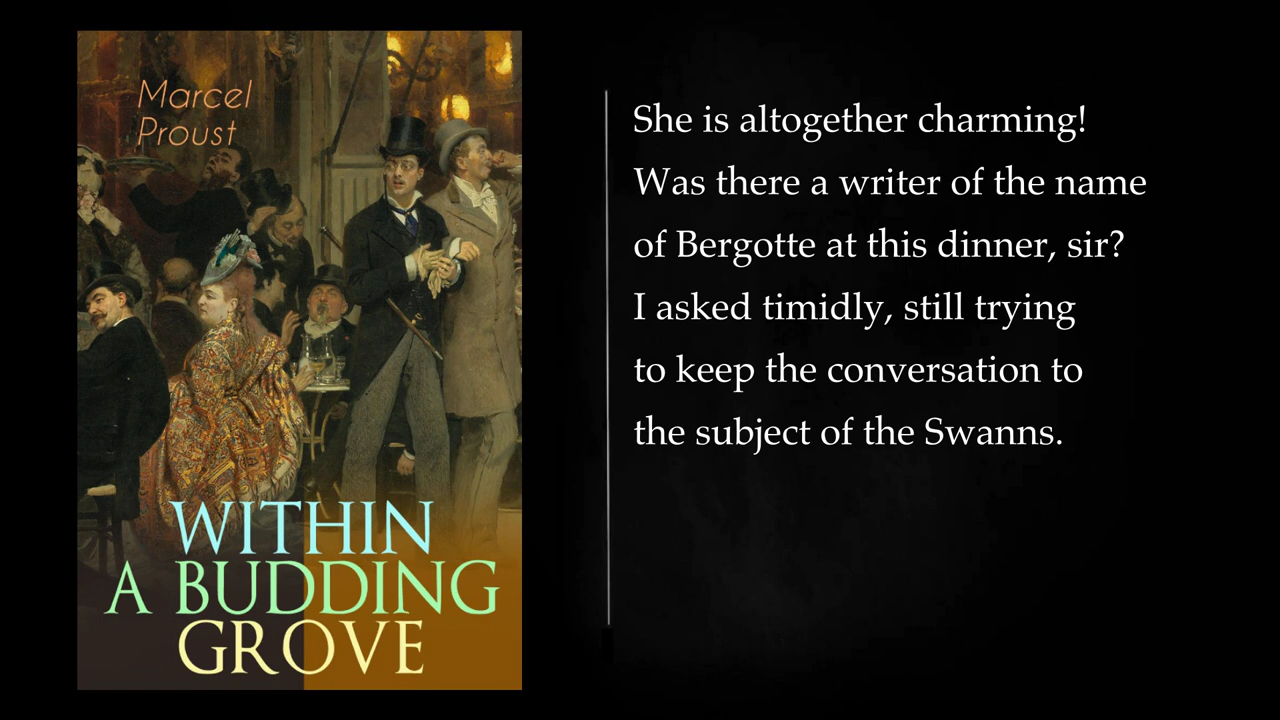 Marcel
Proust
WITHIN
A BUDDING
GROVE
She is altogether charming!
Was there a writer of the name
of Bergotte at this dinner, sir?
I asked timidly, still trying
to keep the conversation to
the subject of the Swanns.